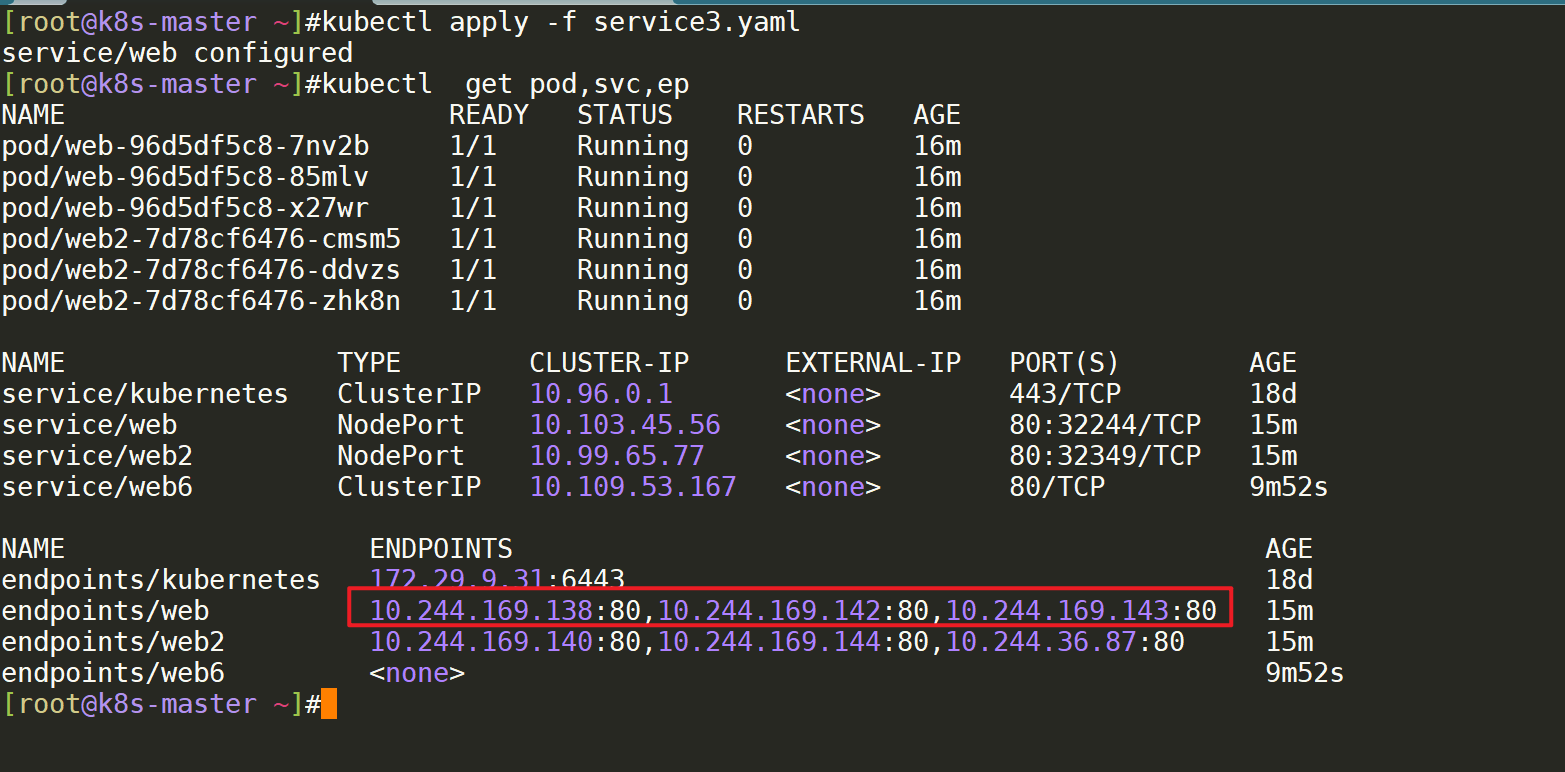 [root@k8s-master ~]#kubectl apply -f service3.yaml
service/web configured
[root@k8s-master ~]#kubectl  get pod,svc,ep
NAME                        READY   STATUS    RESTARTS   AGE
pod/web-96d5df5c8-7nv2b     1/1     Running   0          16m
pod/web-96d5df5c8-85mlv     1/1     Running   0          16m
pod/web-96d5df5c8-x27wr     1/1     Running   0          16m
pod/web2-7d78cf6476-cmsm5   1/1     Running   0          16m
pod/web2-7d78cf6476-ddvzs   1/1     Running   0          16m
pod/web2-7d78cf6476-zhk8n   1/1     Running   0          16m

NAME                 TYPE        CLUSTER-IP      EXTERNAL-IP   PORT(S)        AGE
service/kubernetes   ClusterIP   10.96.0.1       <none>        443/TCP        18d
service/web          NodePort    10.103.45.56    <none>        80:32244/TCP   15m
service/web2         NodePort    10.99.65.77     <none>        80:32349/TCP   15m
service/web6         ClusterIP   10.109.53.167   <none>        80/TCP         9m52s

NAME                   ENDPOINTS                                               AGE
endpoints/kubernetes   172.29.9.31:6443                                        18d
endpoints/web          10.244.169.138:80,10.244.169.142:80,10.244.169.143:80   15m
endpoints/web2         10.244.169.140:80,10.244.169.144:80,10.244.36.87:80     15m
endpoints/web6         <none>                                                  9m52s
[root@k8s-master ~]#